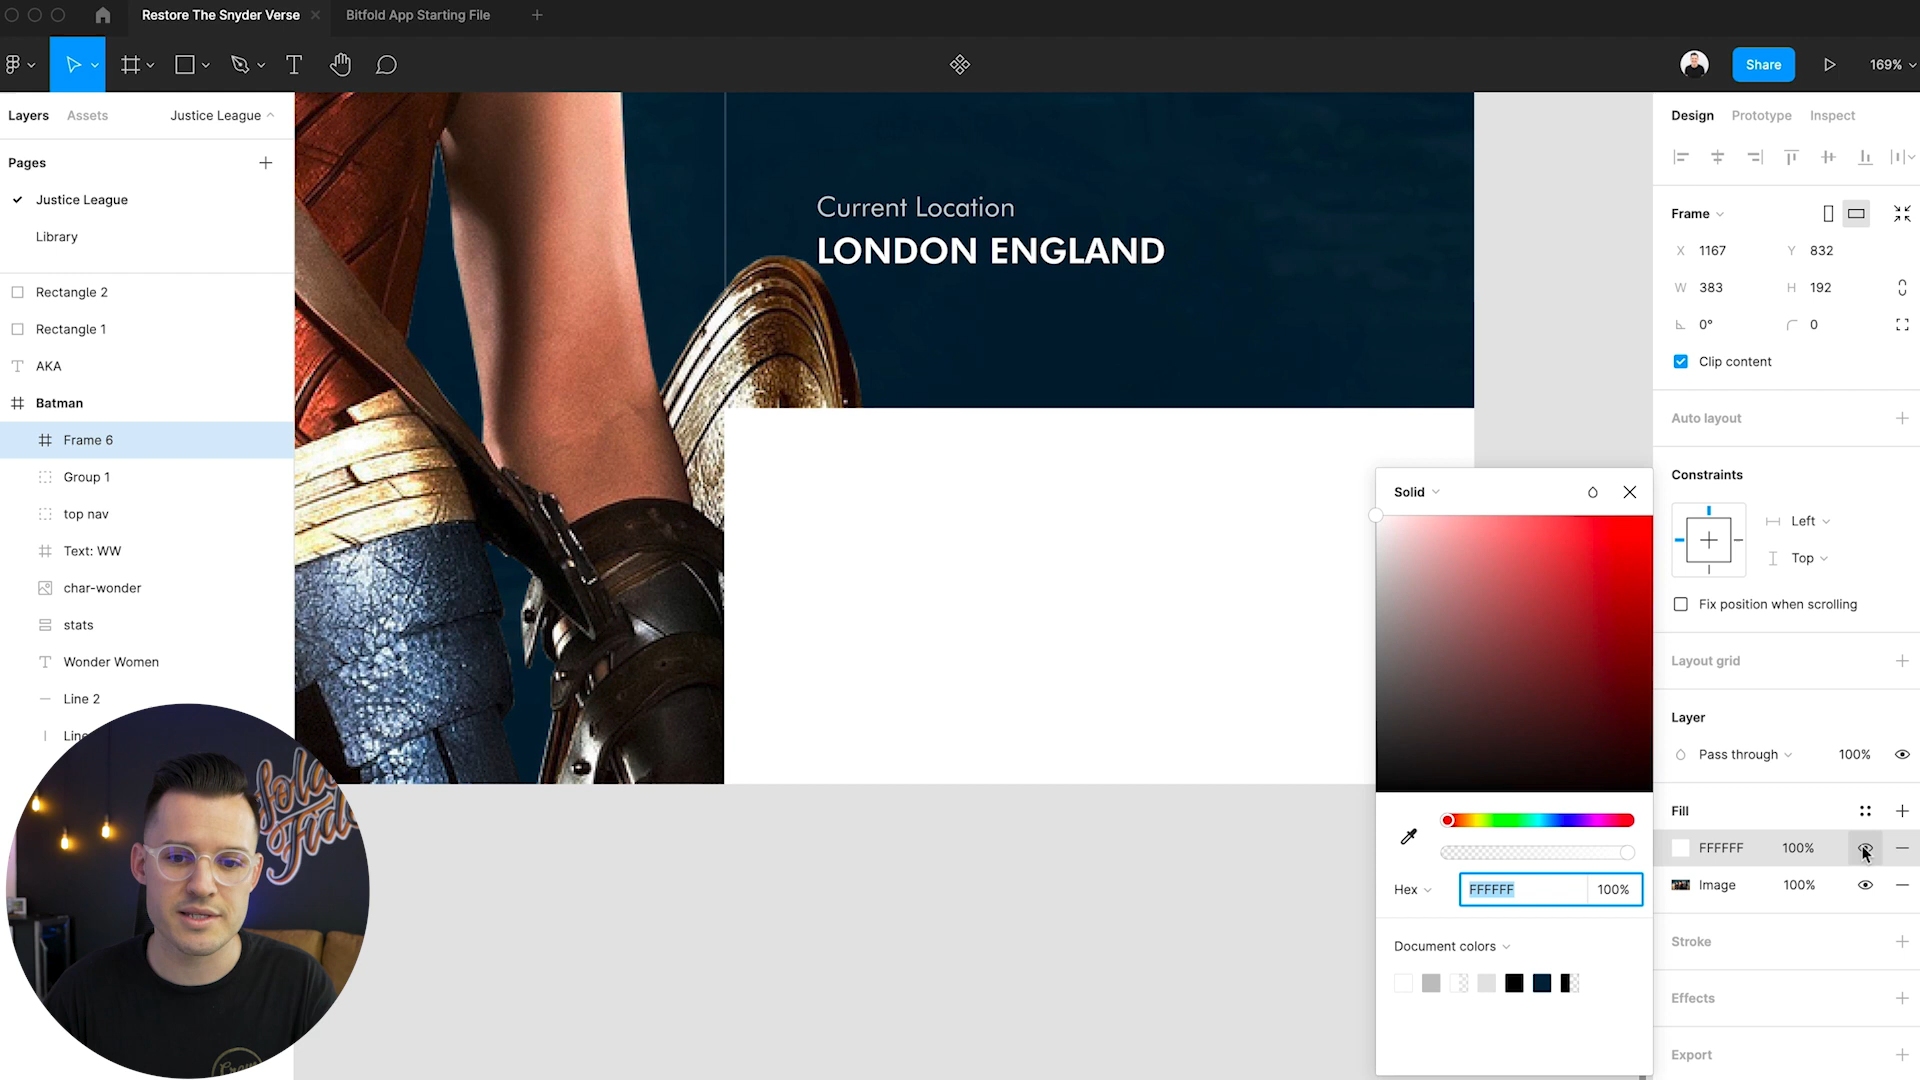 Restore The Snyder Verse
Bitfold App Starting File
Share
169%
Layers
Assets
Justice League
Pages
Justice League
Library
Rectangle 2
Rectangle 1
AKA
Batman
Frame 6
Group 1
top nav
Text: WW
char-wonder
stats
Wonder Women
Line 2
Current Location
LONDON ENGLAND
Solid
Hex
FFFFFF
100%
Document colors
Design
Prototype
Inspect
Frame
X 1167
Y 832
W 383
H 192
0°
0
Clip content
Auto layout
Constraints
Left
Top
Fix position when scrolling
Layout grid
Layer
Pass through
100%
Fill
FFFFFF
100%
Image
100%
Stroke
Effects
Export